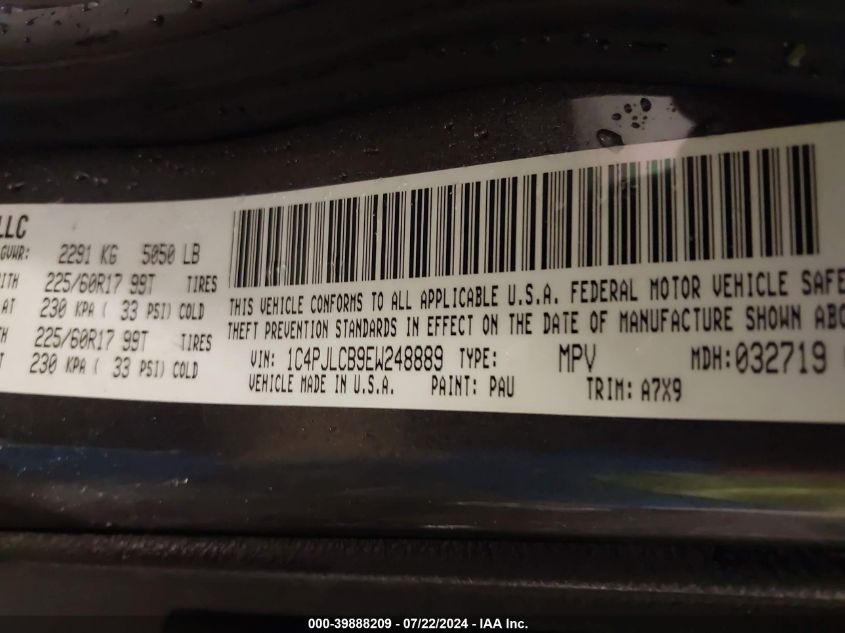 LLC
GVWR: 2291 KG 5050 LB
225/60R17 99T TIRES
AT 230 KPA ( 33 PSI) COLD
225/60R17 99T TIRES
230 KPA ( 33 PSI) COLD
THIS VEHICLE CONFORMS TO ALL APPLICABLE U.S.A. FEDERAL MOTOR VEHICLE SAFE
THEFT PREVENTION STANDARDS IN EFFECT ON THE DATE OF MANUFACTURE SHOWN ABO
VIN: 1C4PJLCB9EW248889 TYPE: MPV MDH: 032719
VEHICLE MADE IN U.S.A. PAINT: PAU TRIM: A7X9
000-39888209 - 07/22/2024 - IAA Inc.